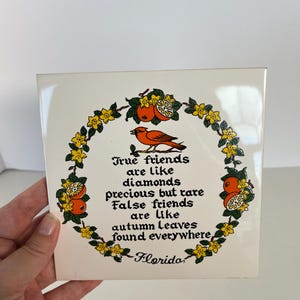 True friends
are like
diamonds
precious but rare
False friends
are like
autumn leaves
found everywhere
Florida